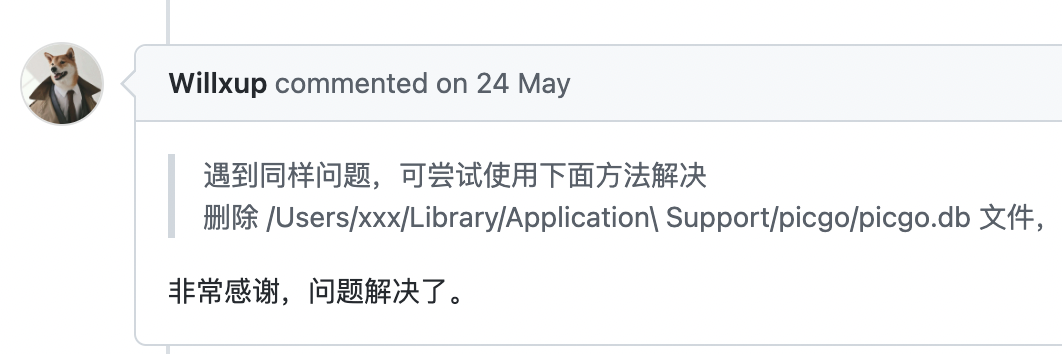 Willxup commented on 24 May
遇到同样问题，可尝试使用下面方法解决
删除 /Users/xxx/Library/Application\ Support/picgo/picgo.db 文件，
非常感谢，问题解决了。